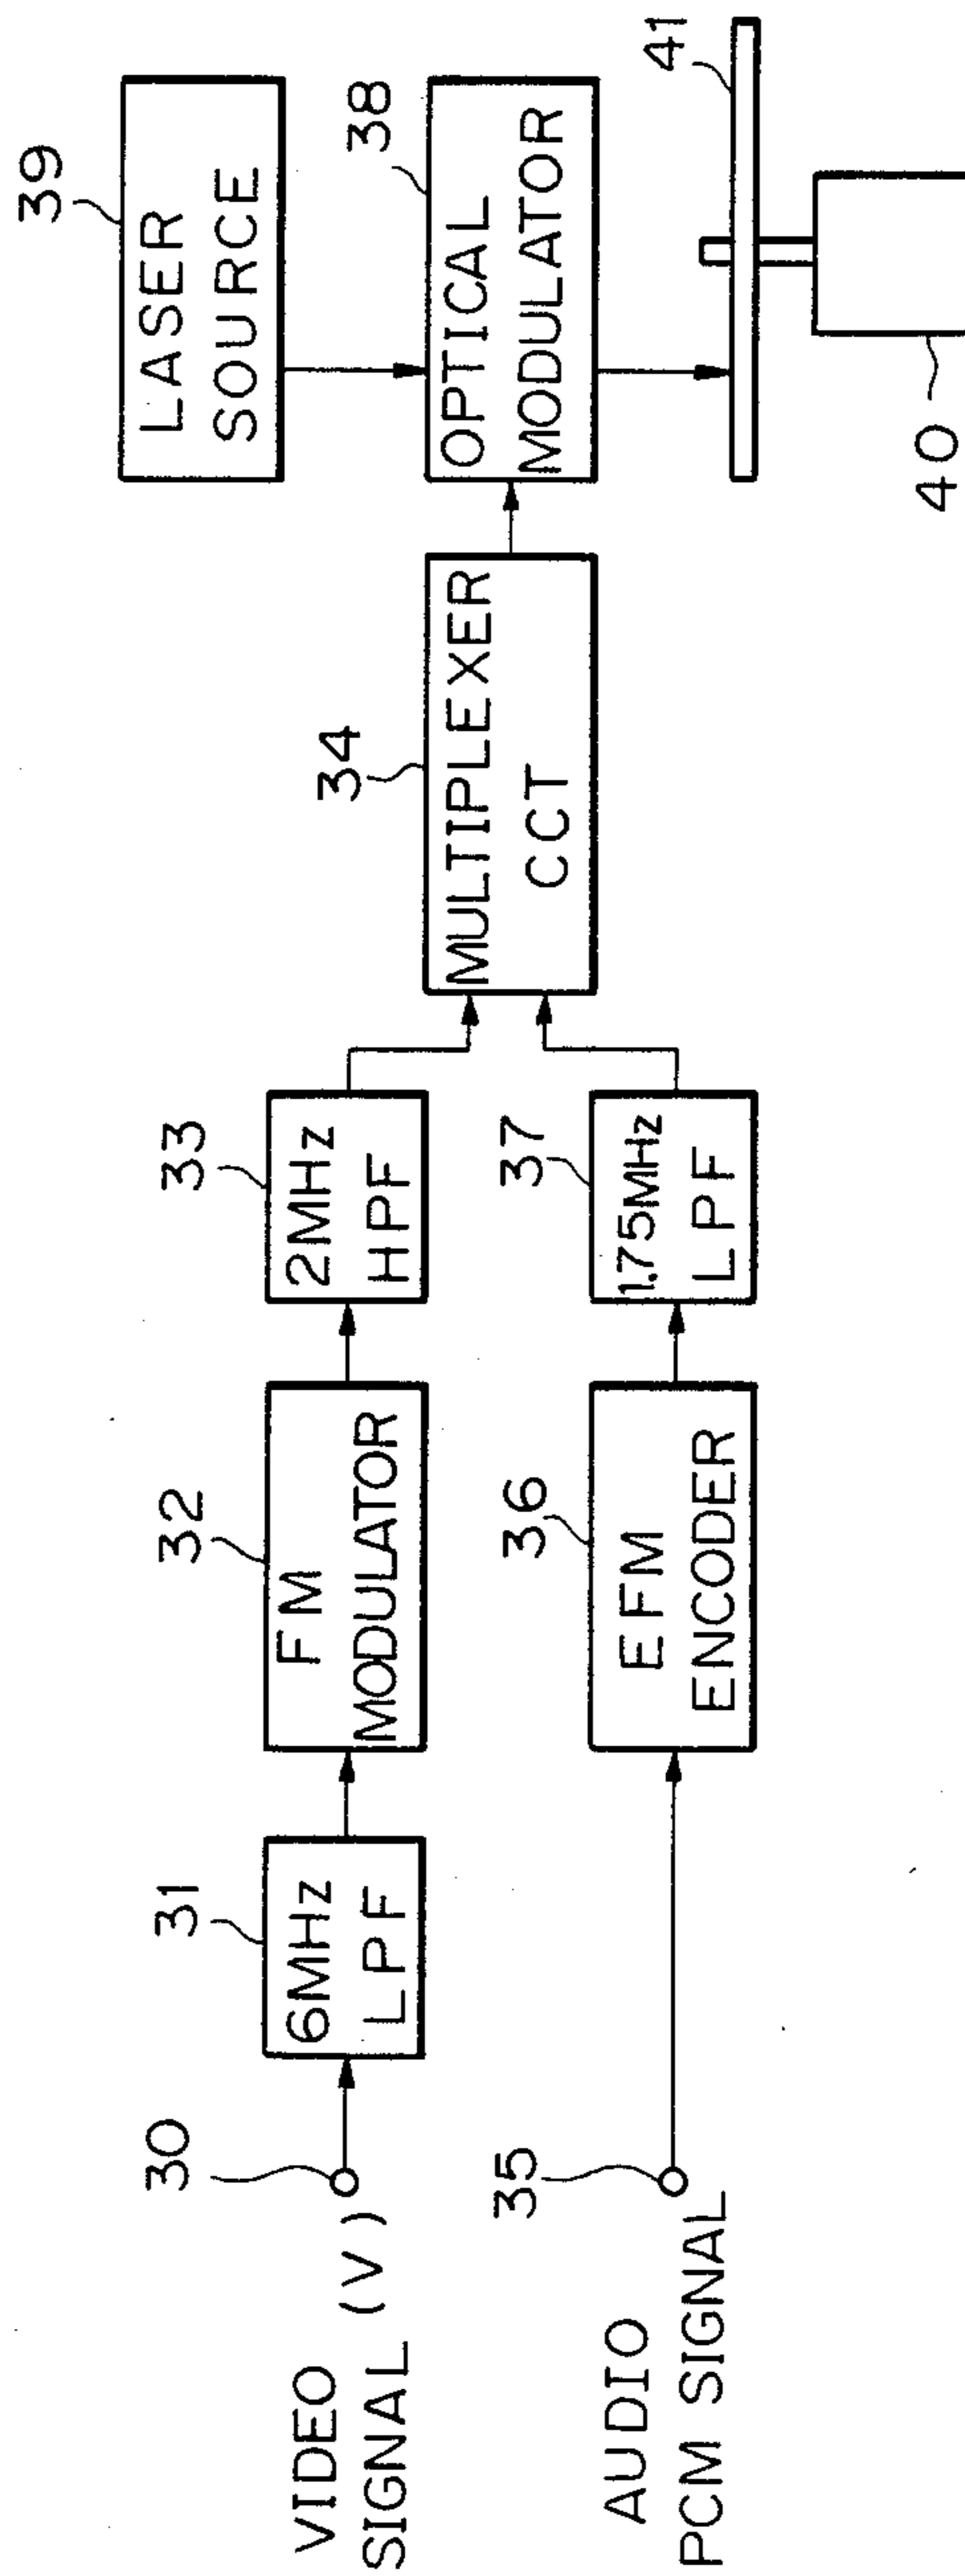 VIDEO
SIGNAL (V)
30
31
6MHz
LPF
32
FM
MODULATOR
33
2MHz
HPF
34
MULTIPLEXER
CCT
AUDIO
PCM SIGNAL
35
36
EFM
ENCODER
37
1.75MHz
LPF
39
LASER
SOURCE
38
OPTICAL
MODULATOR
41
40